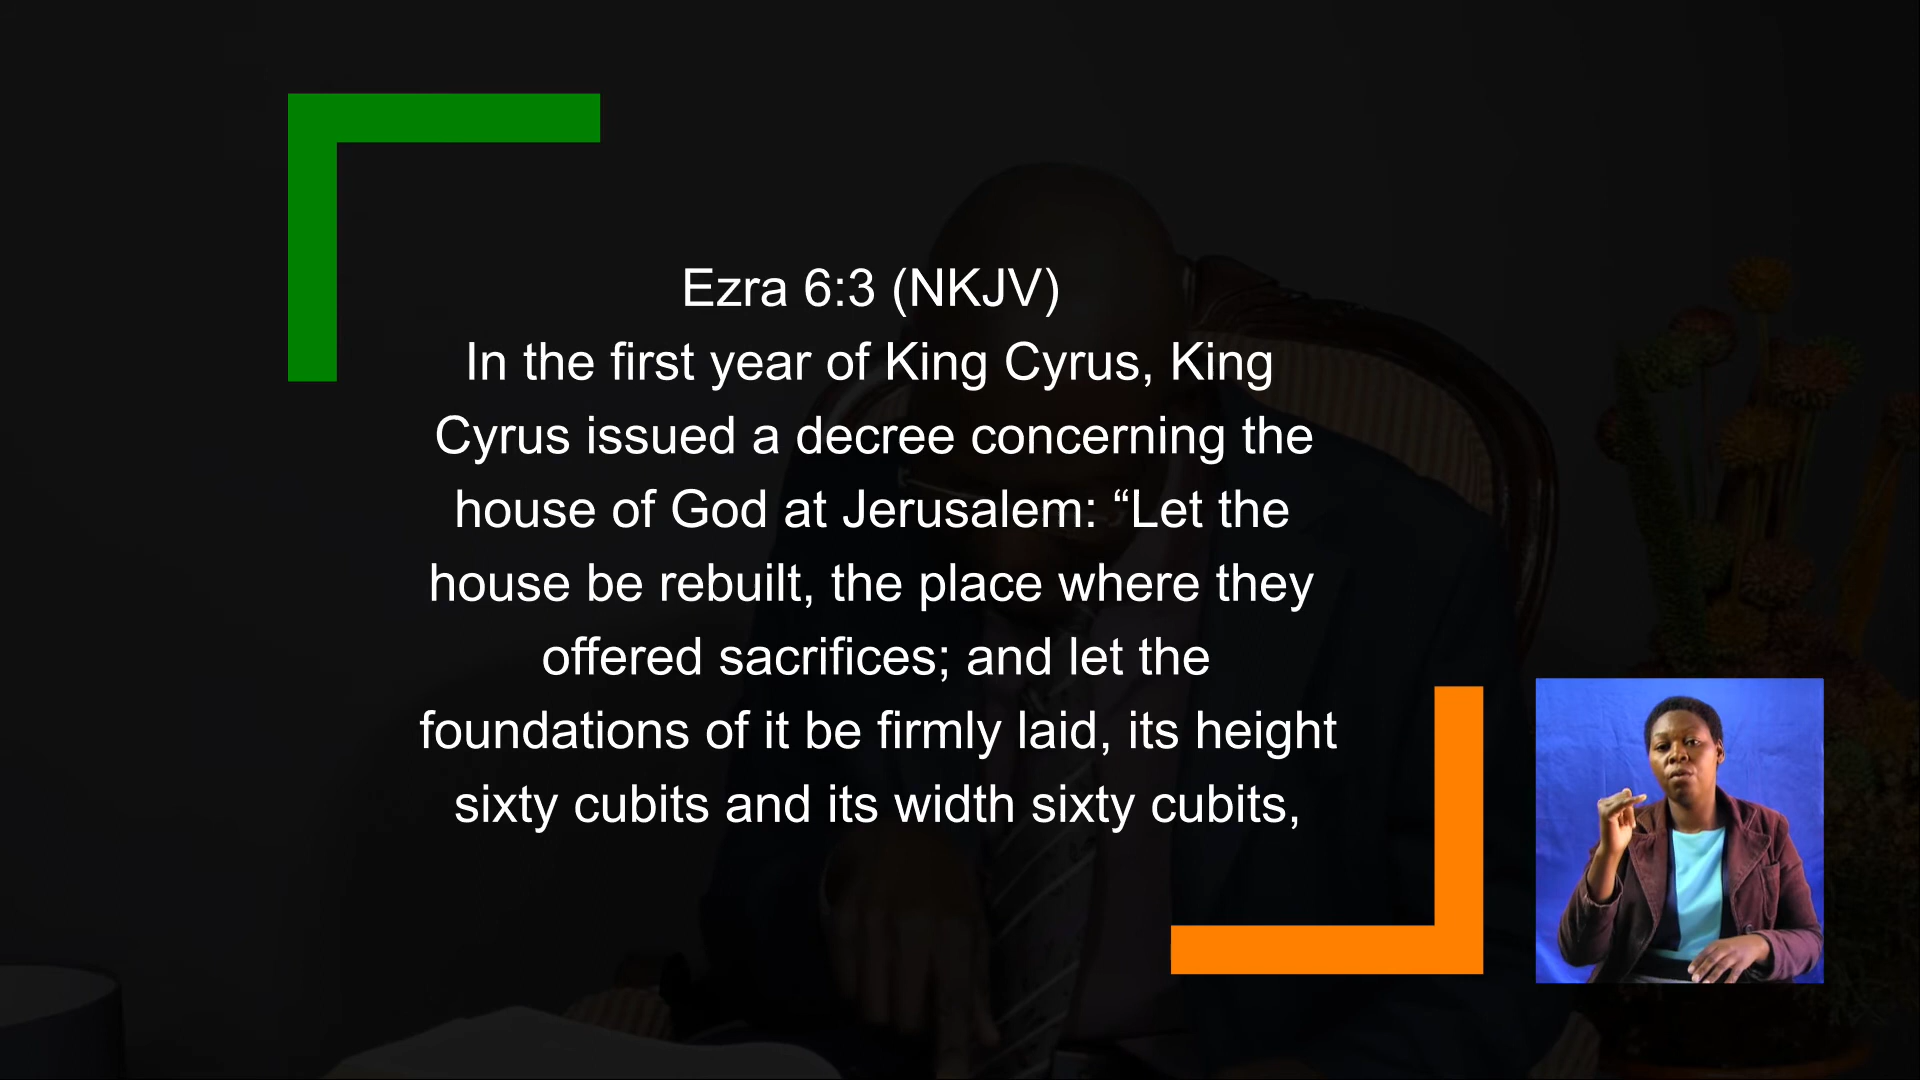 Ezra 6:3 (NKJV)
In the first year of King Cyrus, King
Cyrus issued a decree concerning the
house of God at Jerusalem: “Let the
house be rebuilt, the place where they
offered sacrifices; and let the
foundations of it be firmly laid, its height
sixty cubits and its width sixty cubits,